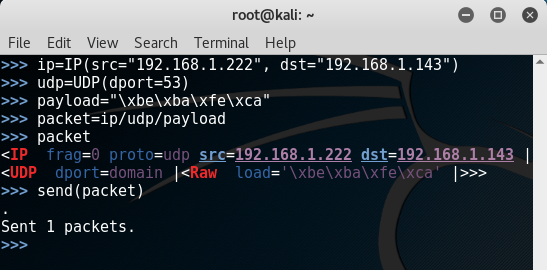 root@kali: ~
File Edit View Search Terminal Help
>>> ip=IP(src="192.168.1.222", dst="192.168.1.143")
>>> udp=UDP(dport=53)
>>> payload="\xbe\xba\xfe\xca"
>>> packet=ip/udp/payload
>>> packet
<IP  frag=0 proto=udp src=192.168.1.222 dst=192.168.1.143 |
<UDP  dport=domain |<Raw  load='\xbe\xba\xfe\xca' |>>>
>>> send(packet)
.
Sent 1 packets.
>>>